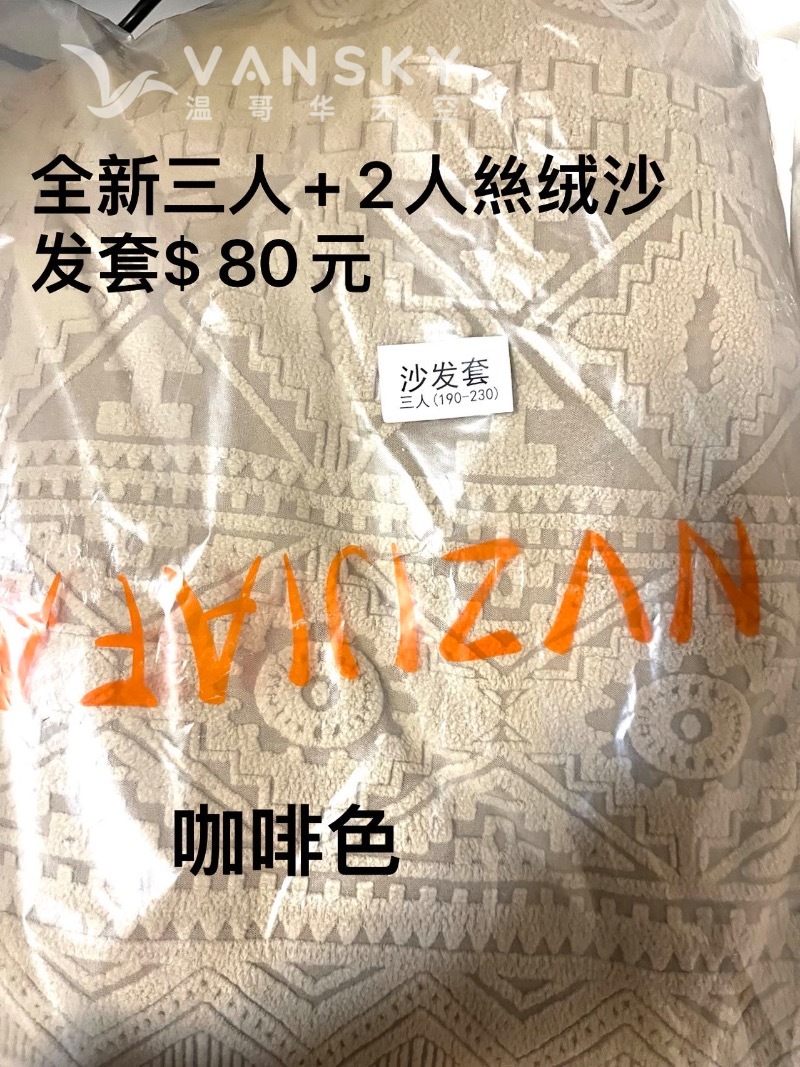 VANSKY
温哥华天空
全新三人+2人絲绒沙
发套$ 80元
沙发套
三人(190-230)
NVZIJIAF
咖啡色